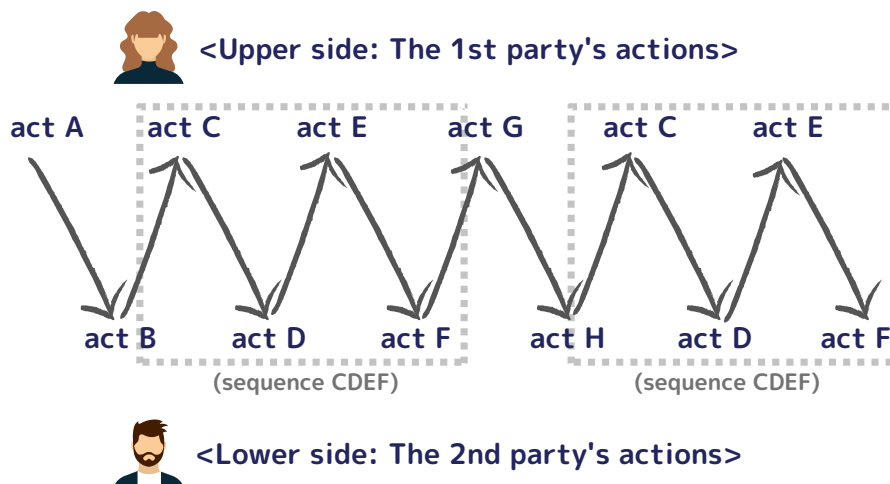 <Upper side: The 1st party's actions>
act A act C act E act G act C act E
act B act D act F act H act D act F
(sequence CDEF) (sequence CDEF)
<Lower side: The 2nd party's actions>